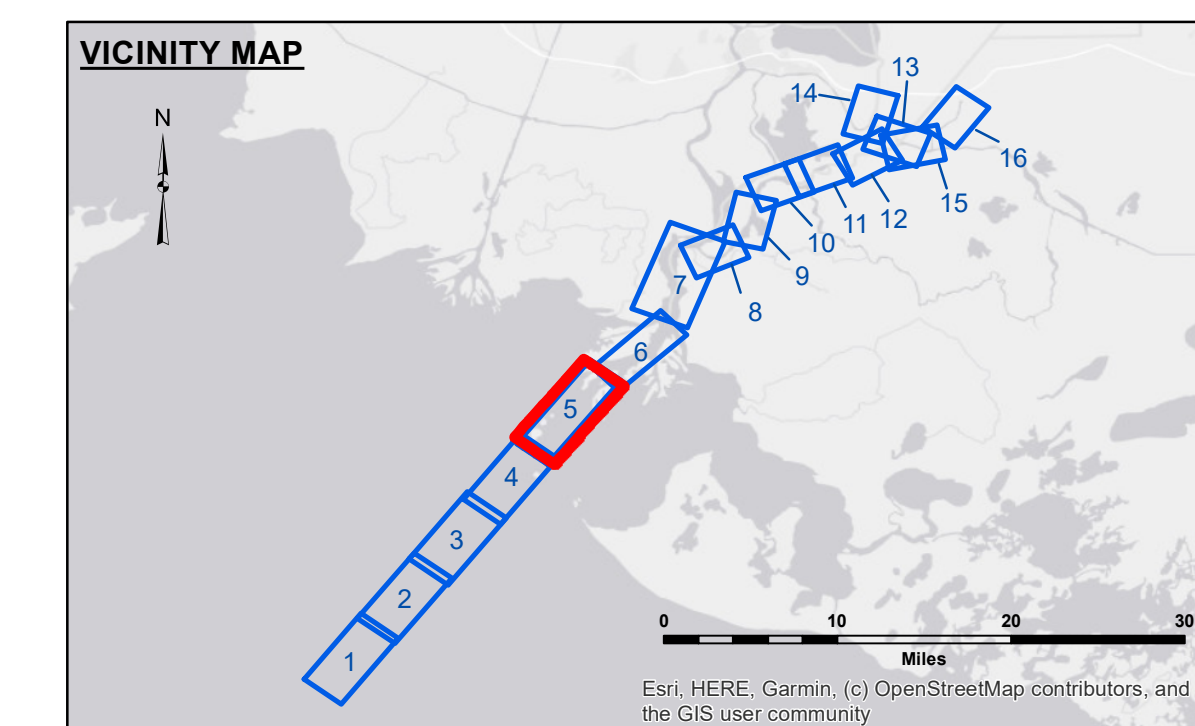 VICINITY MAP
N
13
14
16
15
12
11
10
9
7
8
6
5
4
3
2
1
0 10 20 30
Miles
Esri, HERE, Garmin, (c) OpenStreetMap contributors, and
the GIS user community